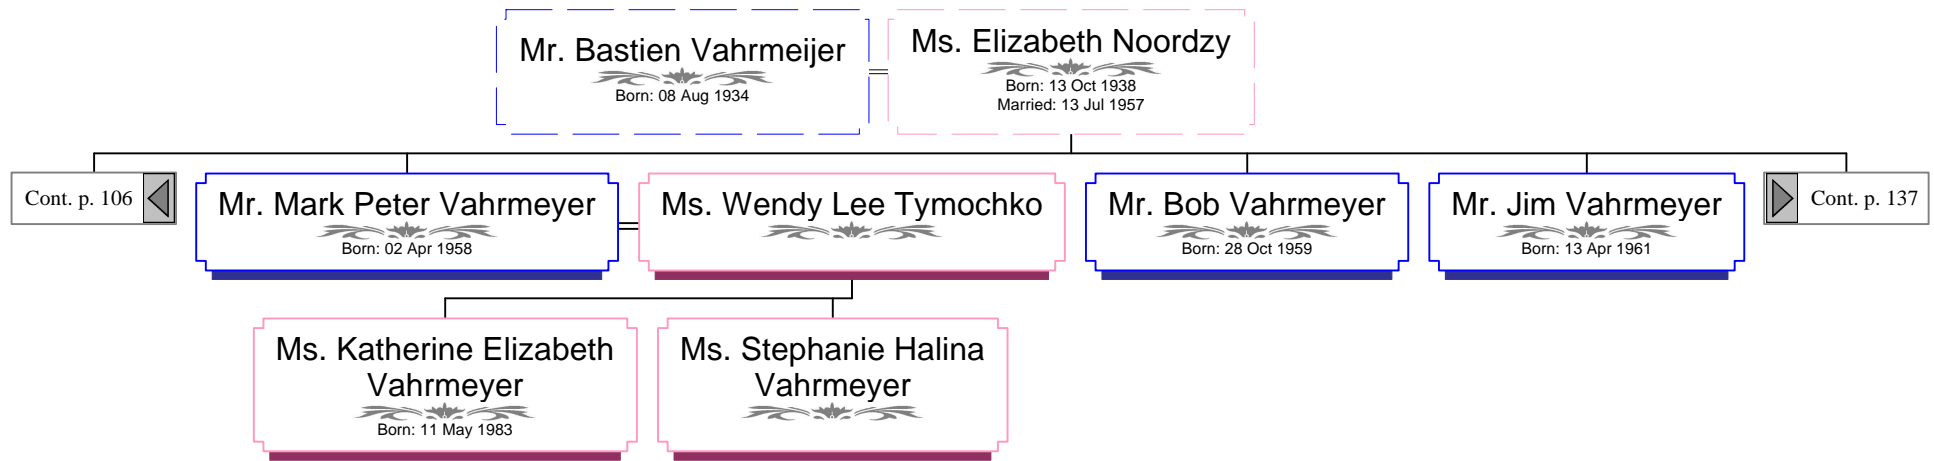 Mr. Bastien Vahrmeijer
Born: 08 Aug 1934
Ms. Elizabeth Noordzy
Born: 13 Oct 1938
Married: 13 Jul 1957
Cont. p. 106
Mr. Mark Peter Vahrmeyer
Born: 02 Apr 1958
Ms. Wendy Lee Tymochko
Mr. Bob Vahrmeyer
Born: 28 Oct 1959
Mr. Jim Vahrmeyer
Born: 13 Apr 1961
Cont. p. 137
Ms. Katherine Elizabeth
Vahrmeyer
Born: 11 May 1983
Ms. Stephanie Halina
Vahrmeyer